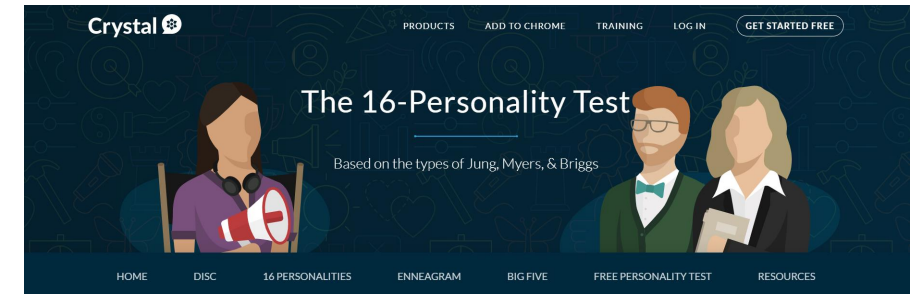 Crystal
PRODUCTS ADD TO CHROME TRAINING LOG IN GET STARTED FREE
The 16-Personality Test
Based on the types of Jung, Myers, & Briggs
HOME DISC 16 PERSONALITIES ENNEAGRAM BIG FIVE FREE PERSONALITY TEST RESOURCES